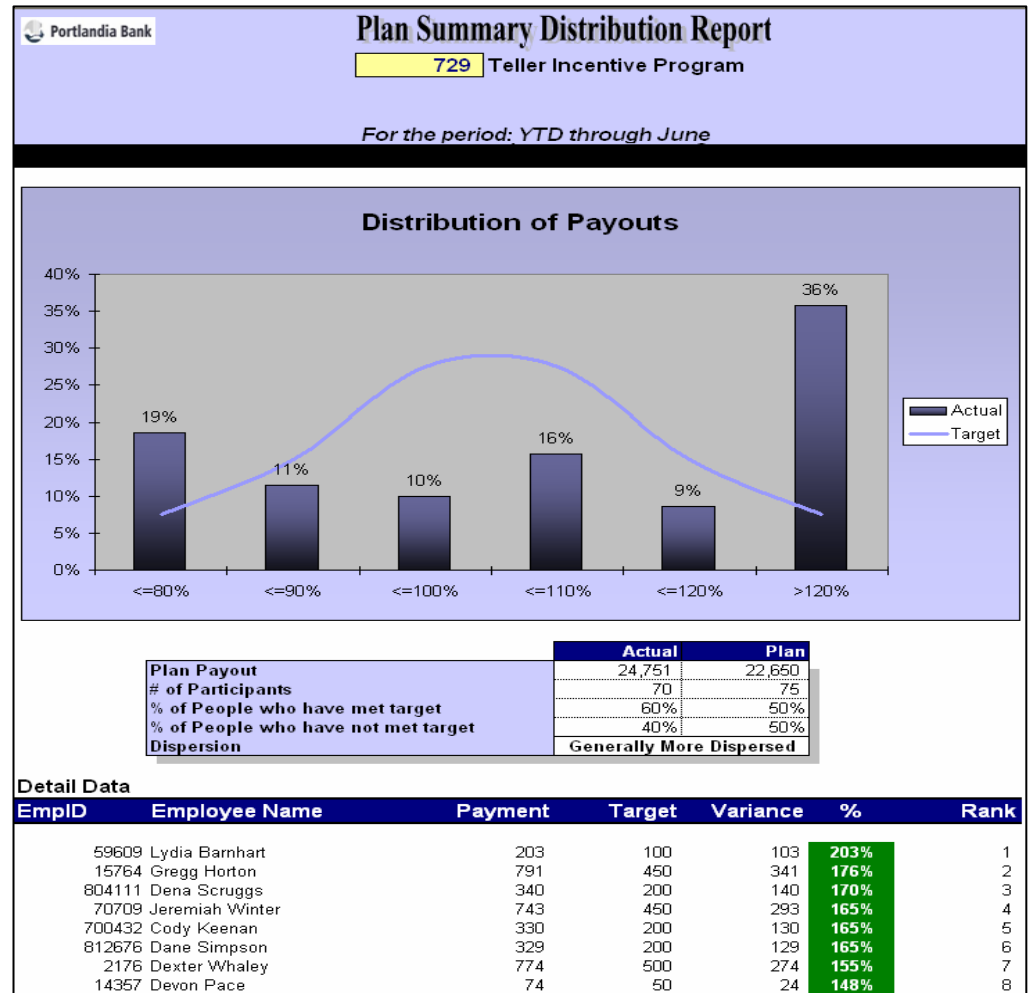 Portlandia Bank
Plan Summary Distribution Report
729 Teller Incentive Program
For the period: YTD through June
Distribution of Payouts
40%
35%
30%
25%
20%
15%
10%
5%
0%
19%
11%
10%
16%
9%
36%
<=80% <=90% <=100% <=110% <=120% >120%
Actual
Target
Actual Plan
Plan Payout 24,751 22,650
# of Participants 70 75
% of People who have met target 60% 50%
% of People who have not met target 40% 50%
Dispersion Generally More Dispersed
Detail Data
EmpID Employee Name Payment Target Variance % Rank
59609 Lydia Barnhart 203 100 103 203% 1
15764 Gregg Horton 791 450 341 176% 2
804111 Dena Scruggs 340 200 140 170% 3
70709 Jeremiah Winter 743 450 293 165% 4
700432 Cody Keenan 330 200 130 165% 5
812676 Dane Simpson 329 200 129 165% 6
2176 Dexter Whaley 774 500 274 155% 7
14357 Devon Pace 74 50 24 148% 8